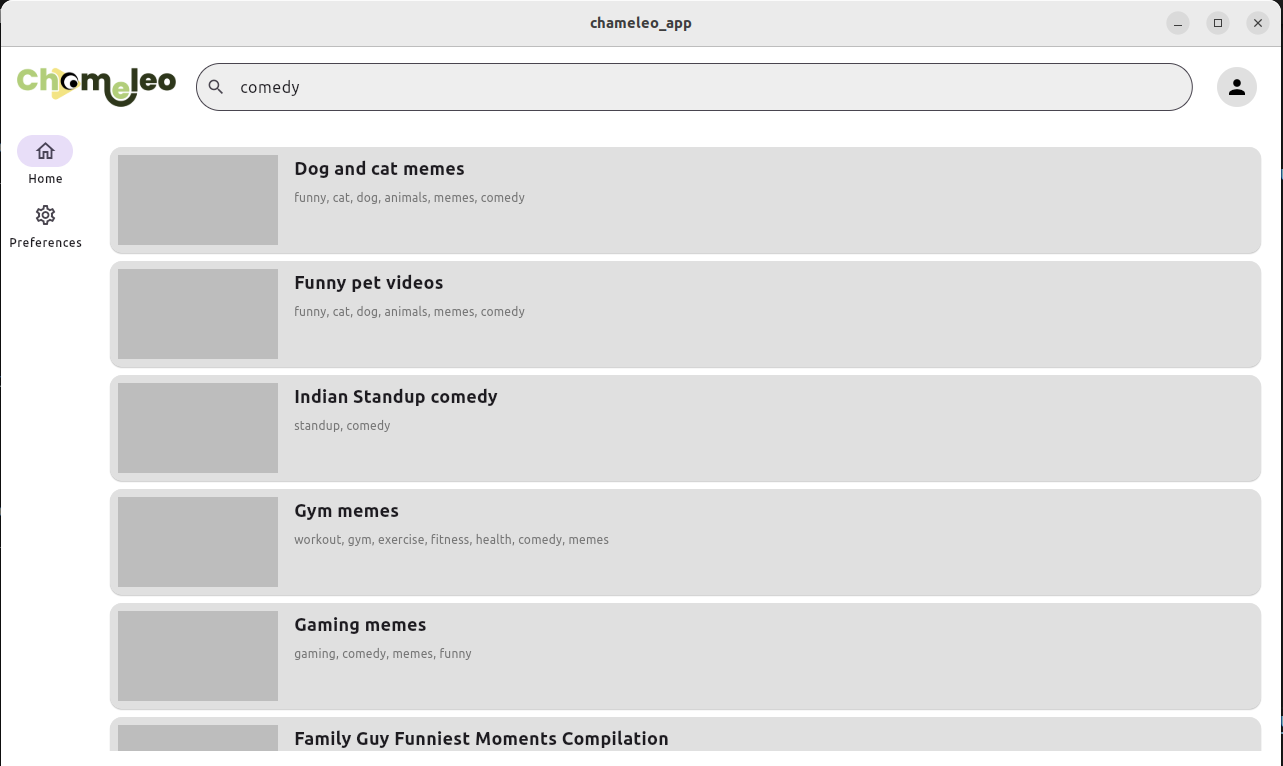 chameleo_app
Chameleo
comedy
Home
Preferences
Dog and cat memes
funny, cat, dog, animals, memes, comedy
Funny pet videos
funny, cat, dog, animals, memes, comedy
Indian Standup comedy
standup, comedy
Gym memes
workout, gym, exercise, fitness, health, comedy, memes
Gaming memes
gaming, comedy, memes, funny
Family Guy Funniest Moments Compilation